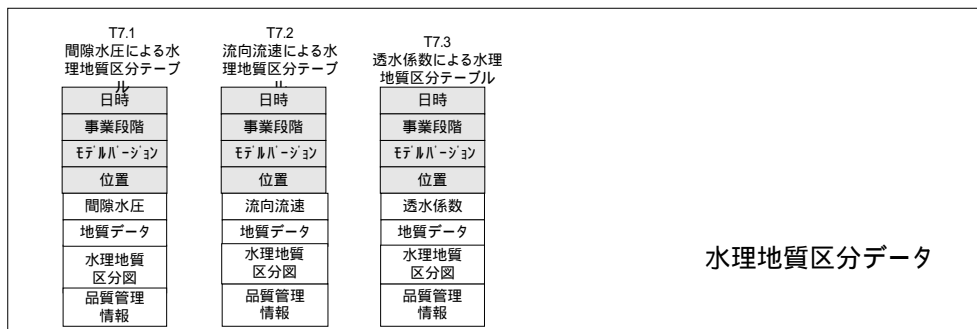 T7.1
間隙水圧による水
理地質区分テーブ
ル
日時
事業段階
ﾓﾃﾞﾙﾊﾞｰｼﾞｮﾝ
位置
間隙水圧
地質データ
水理地質
区分図
品質管理
情報
T7.2
流向流速による水
理地質区分テーブ
ル
日時
事業段階
ﾓﾃﾞﾙﾊﾞｰｼﾞｮﾝ
位置
流向流速
地質データ
水理地質
区分図
品質管理
情報
T7.3
透水係数による水理
地質区分テーブル
日時
事業段階
ﾓﾃﾞﾙﾊﾞｰｼﾞｮﾝ
位置
透水係数
地質データ
水理地質
区分図
品質管理
情報
水理地質区分データ